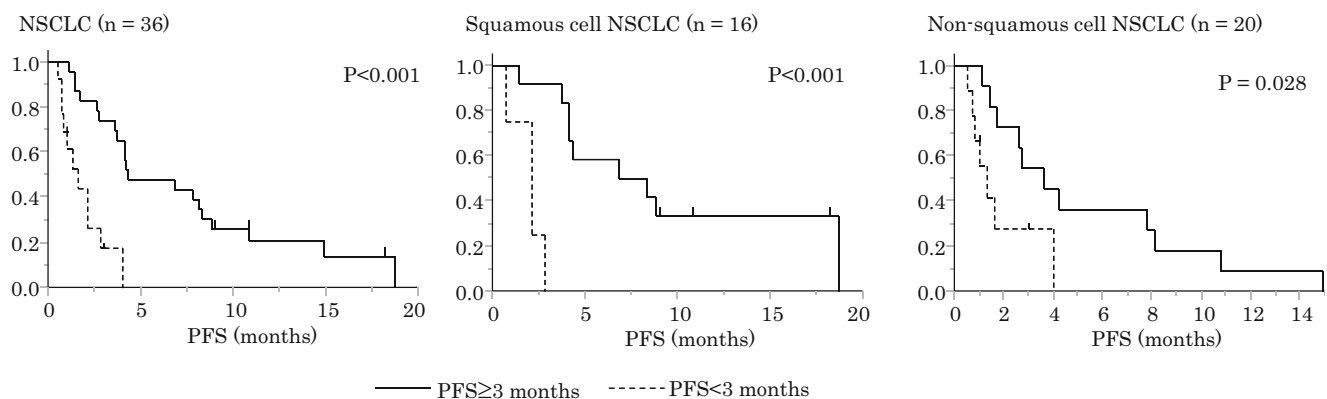 NSCLC (n = 36)
P<0.001
1.0
0.8
0.6
0.4
0.2
0.0
0 5 10 15 20
PFS (months)
Squamous cell NSCLC (n = 16)
P<0.001
1.0
0.8
0.6
0.4
0.2
0.0
0 5 10 15 20
PFS (months)
Non-squamous cell NSCLC (n = 20)
P = 0.028
1.0
0.8
0.6
0.4
0.2
0.0
0 2 4 6 8 10 12 14
PFS (months)
PFS≥3 months PFS<3 months